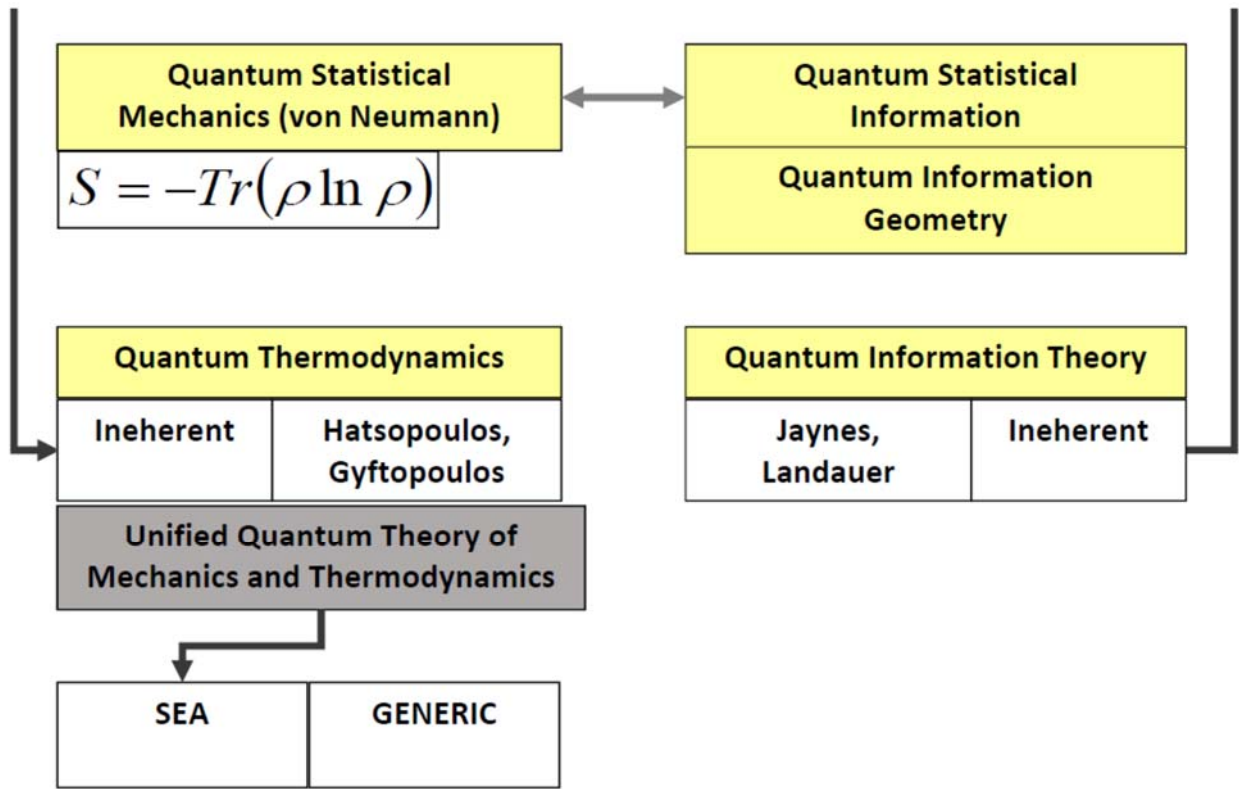 Quantum Statistical
Mechanics (von Neumann)
S = −Tr(ρ ln ρ)
Quantum Statistical
Information
Quantum Information
Geometry
Quantum Thermodynamics
Ineherent
Hatsopoulos,
Gyftopoulos
Quantum Information Theory
Jaynes,
Landauer
Ineherent
Unified Quantum Theory of
Mechanics and Thermodynamics
SEA
GENERIC